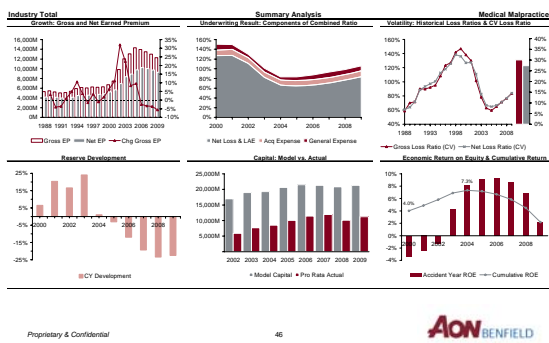 Industry Total Summary Analysis Medical Malpractice
Growth: Gross and Net Earned Premium
16,000M
14,000M
12,000M
10,000M
8,000M
6,000M
4,000M
2,000M
0M
35%
30%
25%
20%
15%
10%
5%
0%
-5%
-10%
1988 1991 1994 1997 2000 2003 2006 2009
Gross EP Net EP Chg Gross EP
Underwriting Result: Components of Combined Ratio
160%
140%
120%
100%
80%
60%
40%
20%
0%
2000 2002 2004 2006 2008
Net Loss & LAE Acq Expense General Expense
Volatility: Historical Loss Ratios & CV Loss Ratio
160%
140%
120%
100%
80%
60%
40%
40%
35%
30%
25%
20%
15%
10%
5%
0%
1988 1993 1998 2003 2008
Gross Loss Ratio (CV) Net Loss Ratio (CV)
Reserve Development
25%
15%
5%
-5%
-15%
-25%
2000 2002 2004 2006 2008
CY Development
Capital: Model vs. Actual
25,000M
20,000M
15,000M
10,000M
5,000M
2002 2003 2004 2005 2006 2007 2008 2009
Model Capital Pro Rata Actual
Economic Return on Equity & Cumulative Return
10%
8%
6%
4%
2%
0%
-2%
-4%
4.0%
7.3%
2000 2002 2004 2006 2008
Accident Year ROE Cumulative ROE
Proprietary & Confidential 46
AON BENFIELD